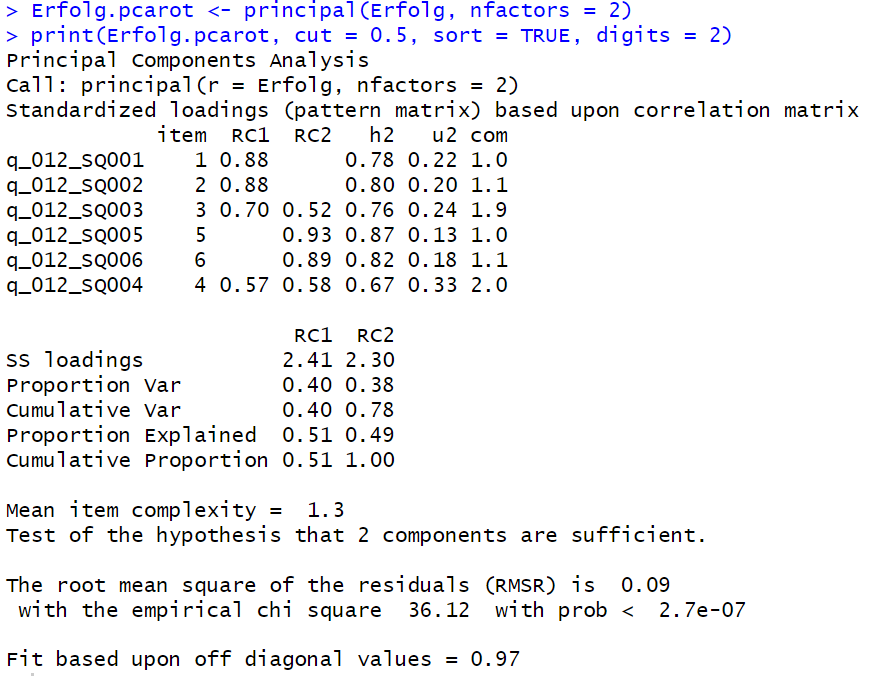 > Erfolg.pcarot <- principal(Erfolg, nfactors = 2)
> print(Erfolg.pcarot, cut = 0.5, sort = TRUE, digits = 2)
Principal Components Analysis
Call: principal(r = Erfolg, nfactors = 2)
Standardized loadings (pattern matrix) based upon correlation matrix
            item  RC1  RC2   h2   u2 com
q_012_SQ001    1 0.88      0.78 0.22 1.0
q_012_SQ002    2 0.88      0.80 0.20 1.1
q_012_SQ003    3 0.70 0.52 0.76 0.24 1.9
q_012_SQ005    5      0.93 0.87 0.13 1.0
q_012_SQ006    6      0.89 0.82 0.18 1.1
q_012_SQ004    4 0.57 0.58 0.67 0.33 2.0
                       RC1  RC2
SS loadings           2.41 2.30
Proportion Var        0.40 0.38
Cumulative Var        0.40 0.78
Proportion Explained  0.51 0.49
Cumulative Proportion 0.51 1.00
Mean item complexity =  1.3
Test of the hypothesis that 2 components are sufficient.
The root mean square of the residuals (RMSR) is  0.09
 with the empirical chi square  36.12  with prob <  2.7e-07
Fit based upon off diagonal values = 0.97